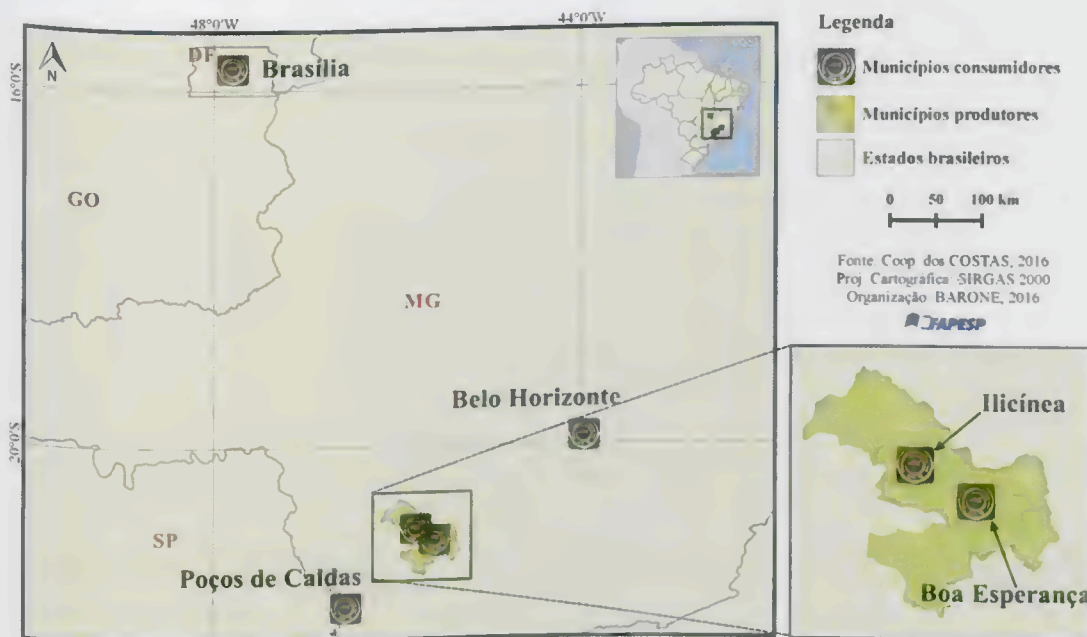 48°0'W
44°0'W
16°S
20°0'S
N
DF
Brasília
GO
MG
Belo Horizonte
SP
Poços de Caldas
Legenda
Municípios consumidores
Municípios produtores
Estados brasileiros
0 50 100 km
Fonte Coop dos COSTAS, 2016
Proj Cartografica SIRGAS 2000
Organização BARONE, 2016
FAPESP
Ilicínea
Boa Esperança